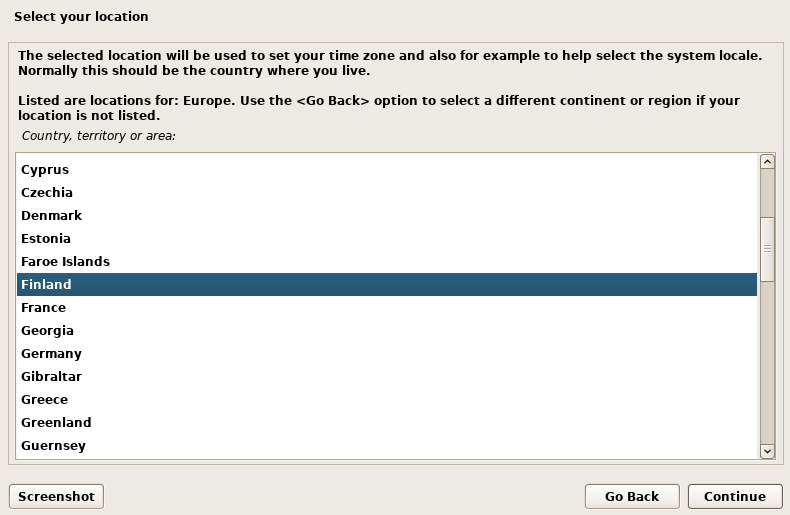 Select your location
The selected location will be used to set your time zone and also for example to help select the system locale.
Normally this should be the country where you live.
Listed are locations for: Europe. Use the <Go Back> option to select a different continent or region if your
location is not listed.
Country, territory or area:
Cyprus
Czechia
Denmark
Estonia
Faroe Islands
Finland
France
Georgia
Germany
Gibraltar
Greece
Greenland
Guernsey
Screenshot
Go Back
Continue